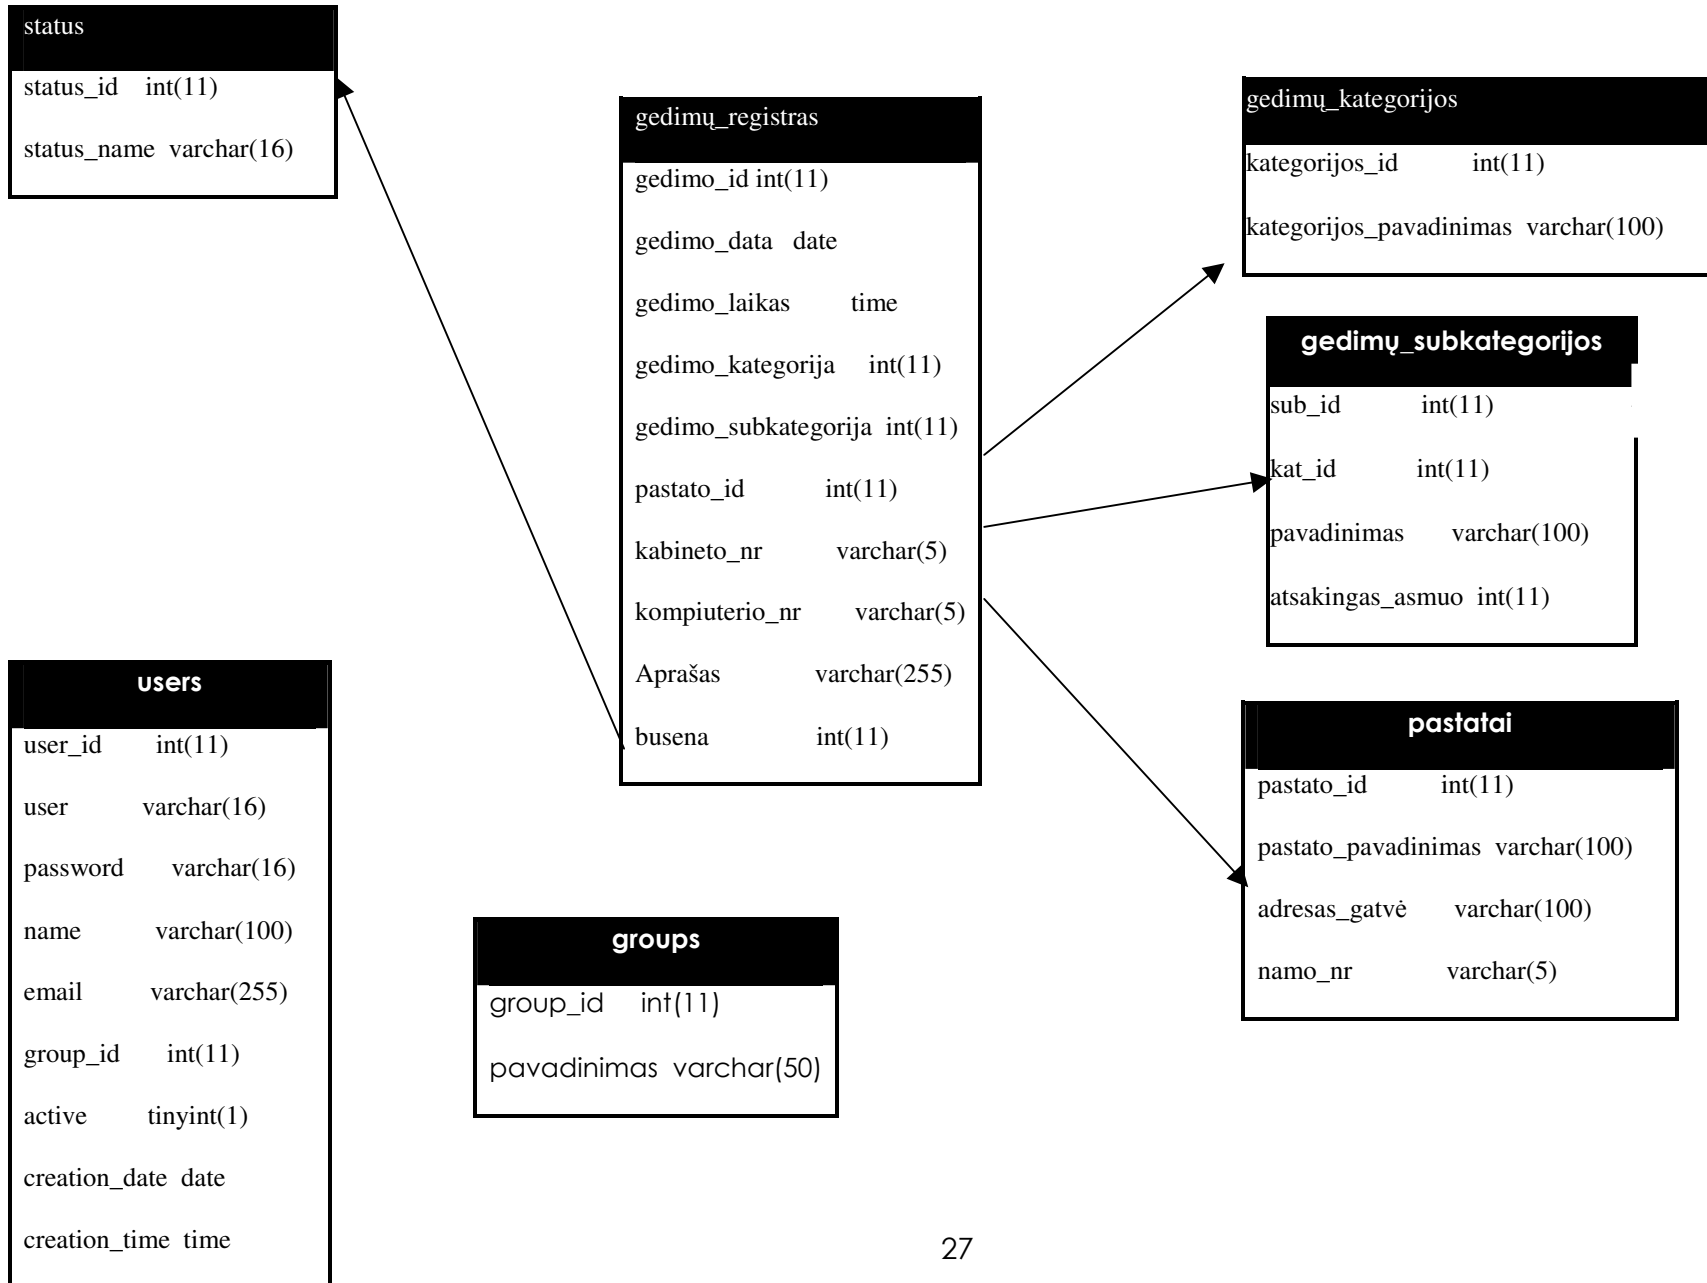 status
status_id int(11)
status_name varchar(16)
gedimų_registras
gedimo_id int(11)
gedimo_data date
gedimo_laikas time
gedimo_kategorija int(11)
gedimo_subkategorija int(11)
pastato_id int(11)
kabineto_nr varchar(5)
kompiuterio_nr varchar(5)
Aprašas varchar(255)
busena int(11)
gedimų_kategorijos
kategorijos_id int(11)
kategorijos_pavadinimas varchar(100)
gedimų_subkategorijos
sub_id int(11)
kat_id int(11)
pavadinimas varchar(100)
atsakingas_asmuo int(11)
users
user_id int(11)
user varchar(16)
password varchar(16)
name varchar(100)
email varchar(255)
group_id int(11)
active tinyint(1)
creation_date date
creation_time time
groups
group_id int(11)
pavadinimas varchar(50)
pastatai
pastato_id int(11)
pastato_pavadinimas varchar(100)
adresas_gatvė varchar(100)
namo_nr varchar(5)
27